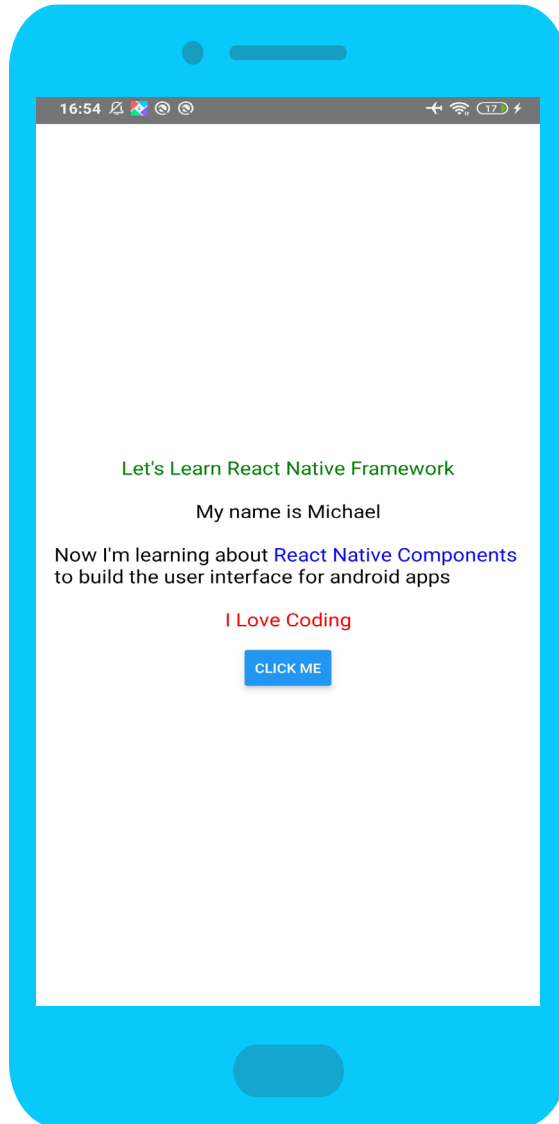 16:54
17
Let's Learn React Native Framework
My name is Michael
Now I'm learning about React Native Components
to build the user interface for android apps
I Love Coding
CLICK ME